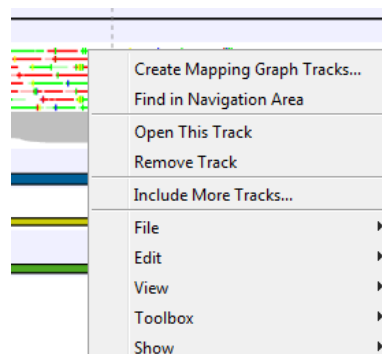 Create Mapping Graph Tracks...
Find in Navigation Area
Open This Track
Remove Track
Include More Tracks...
File
Edit
View
Toolbox
Show